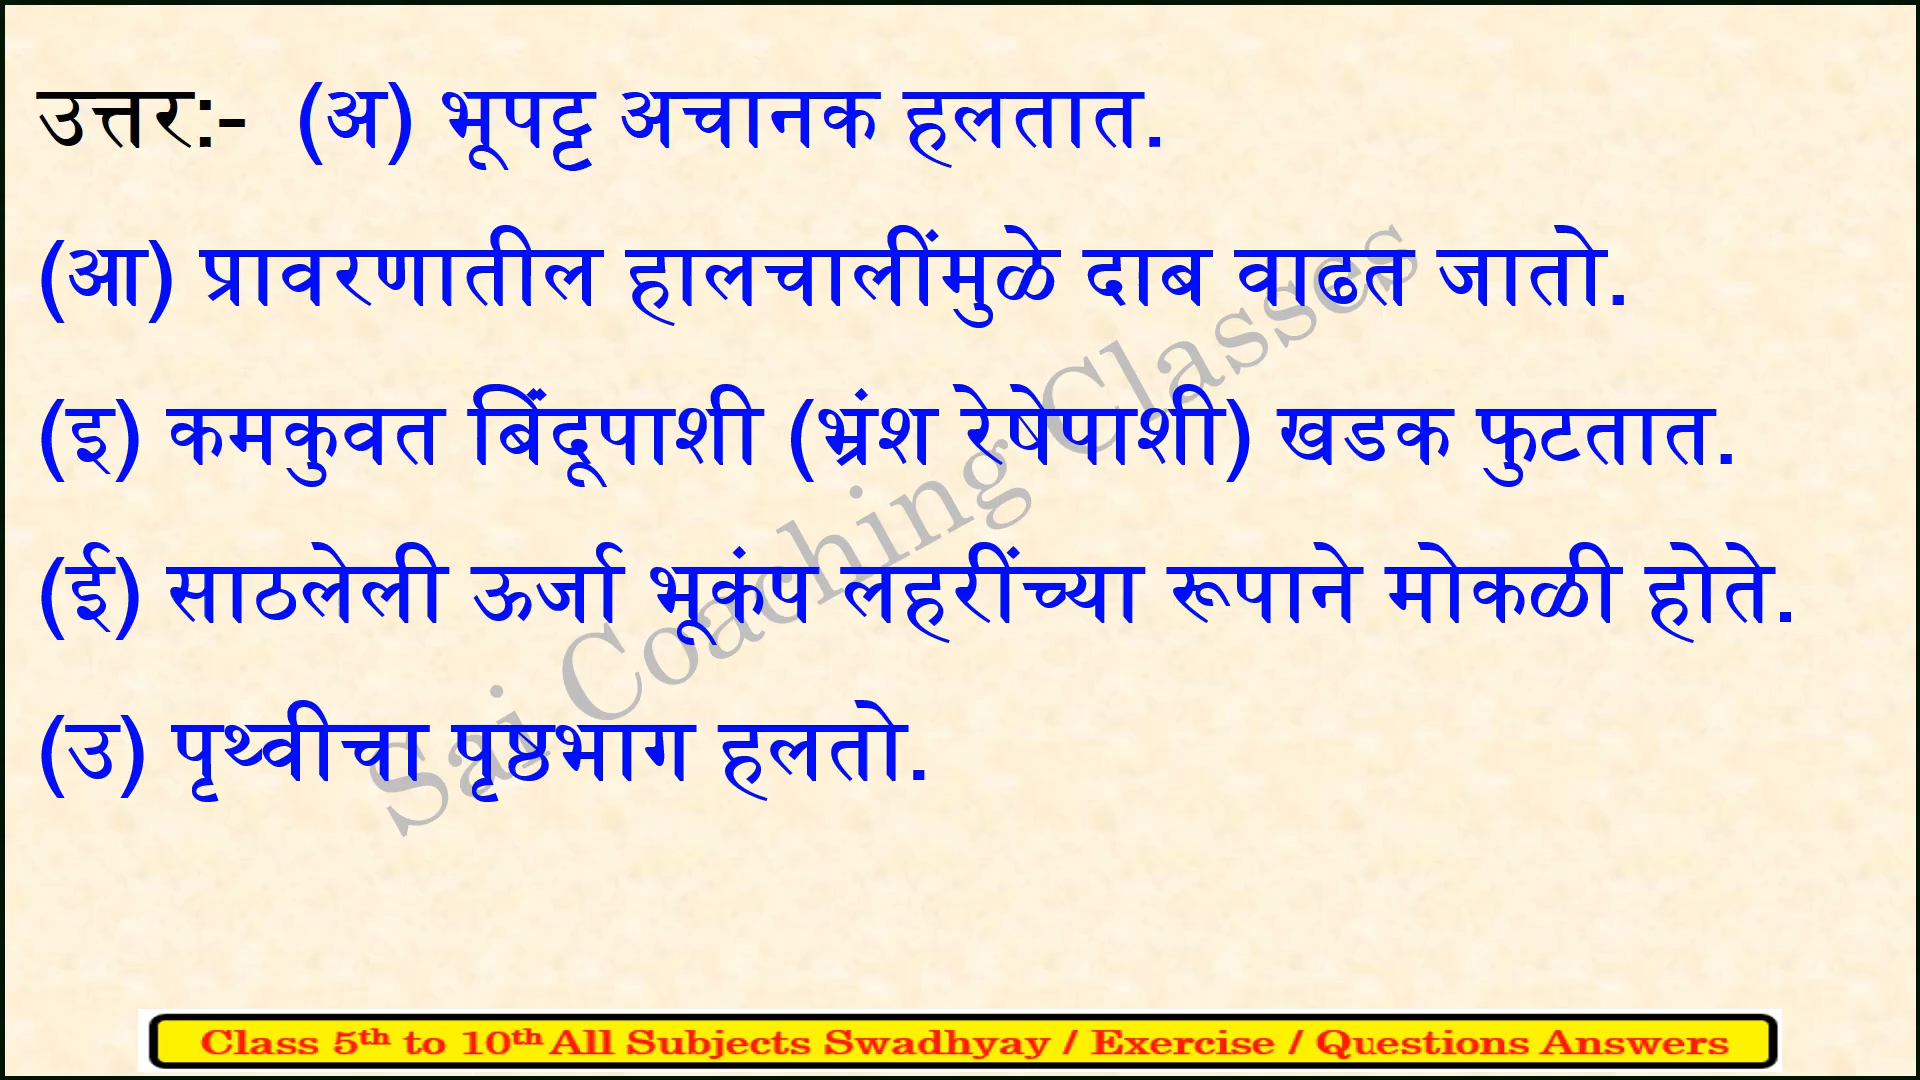 उत्तर:- (अ) भूपट्ट अचानक हलतात.
(आ) प्रावरणातील हालचालींमुळे दाब वाढत जातो.
(इ) कमकुवत बिंदूपाशी (भ्रंश रेषेपाशी) खडक फुटतात.
(ई) साठलेली ऊर्जा भूकंप लहरींच्या रूपाने मोकळी होते.
(उ) पृथ्वीचा पृष्ठभाग हलतो.
Sai Coaching Classes
Class 5th to 10th All Subjects Swadhyay / Exercise / Questions Answers